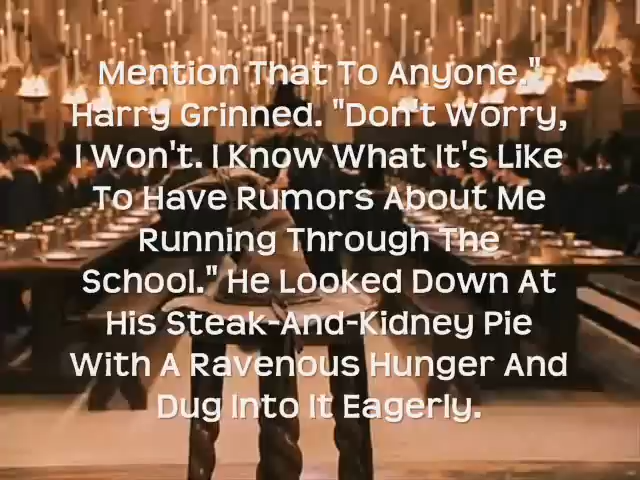 Mention That To Anyone."
Harry Grinned. "Don't Worry,
I Won't. I Know What It's Like
To Have Rumors About Me
Running Through The
School." He Looked Down At
His Steak-And-Kidney Pie
With A Ravenous Hunger And
Dug Into It Eagerly.